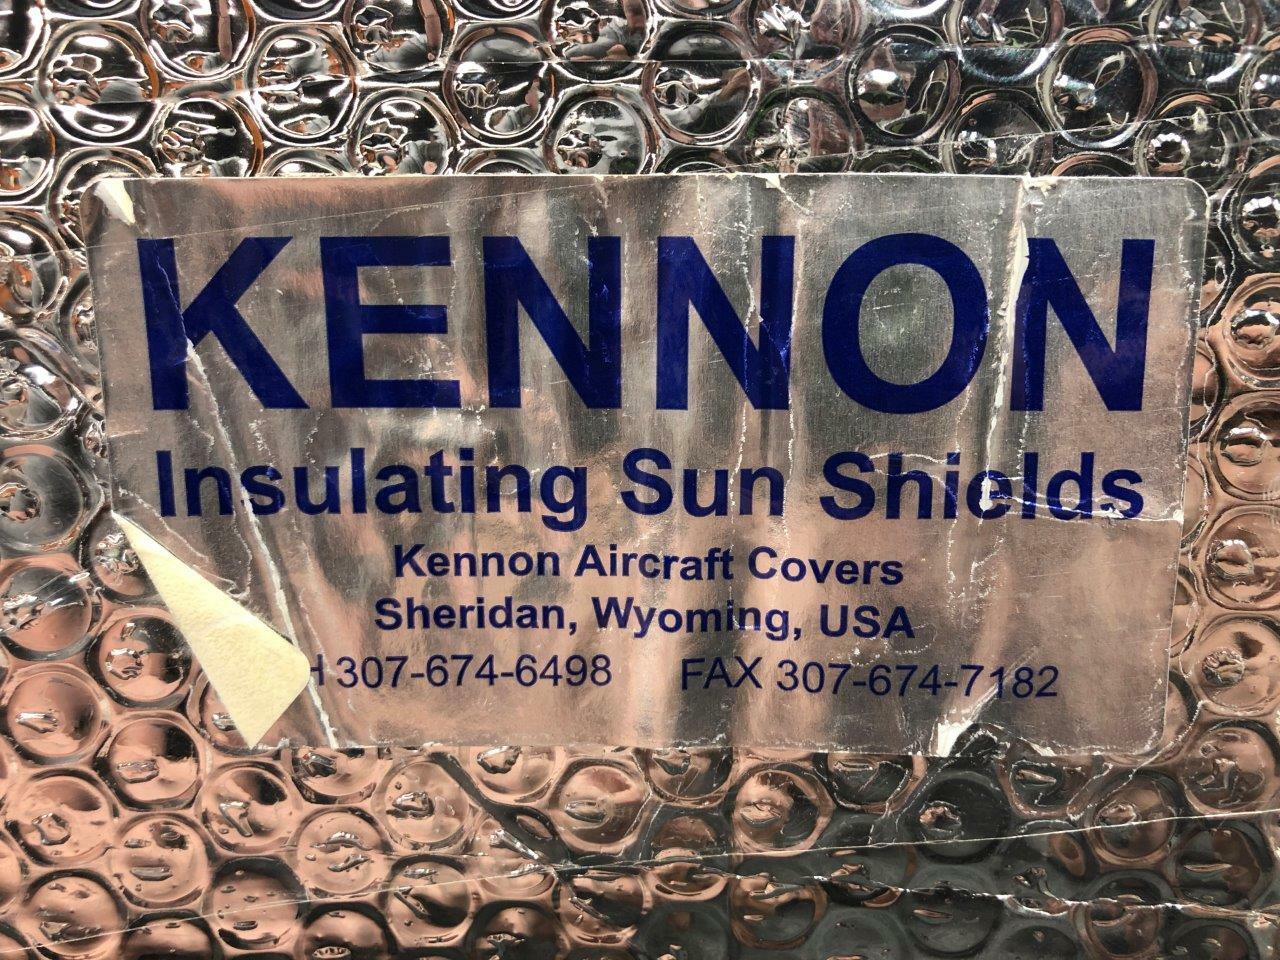 KENNON
Insulating Sun Shields
Kennon Aircraft Covers
Sheridan, Wyoming, USA
307-674-6498 FAX 307-674-7182